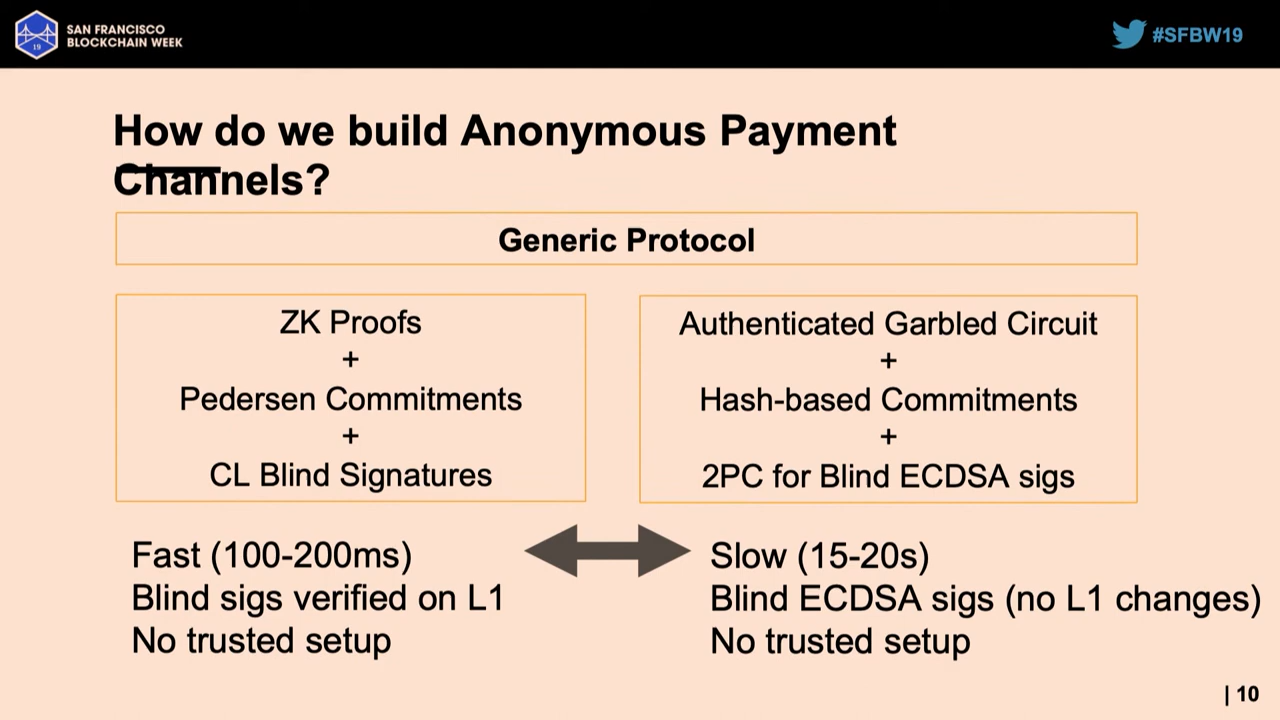 SAN FRANCISCO
BLOCKCHAIN WEEK
19
#SFBW19
How do we build Anonymous Payment
Channels?
Generic Protocol
ZK Proofs
+
Pedersen Commitments
+
CL Blind Signatures
Authenticated Garbled Circuit
+
Hash-based Commitments
+
2PC for Blind ECDSA sigs
Fast (100-200ms)
Blind sigs verified on L1
No trusted setup
Slow (15-20s)
Blind ECDSA sigs (no L1 changes)
No trusted setup
| 10